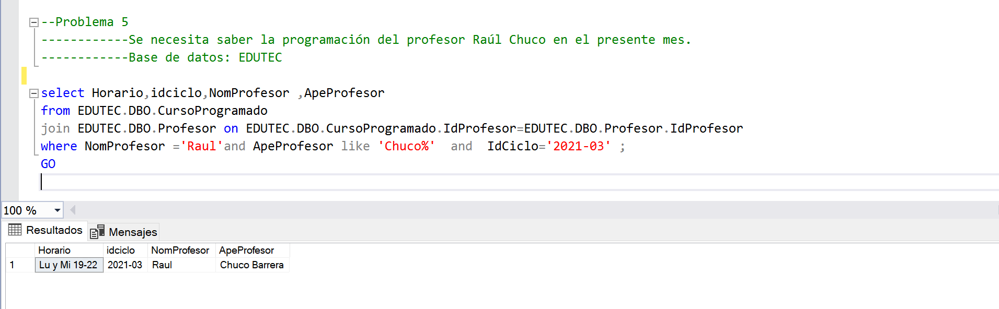 --Problema 5
------------Se necesita saber la programación del profesor Raúl Chuco en el presente mes.
------------Base de datos: EDUTEC
select Horario,idciclo,NomProfesor ,ApeProfesor
from EDUTEC.DBO.CursoProgramado
join EDUTEC.DBO.Profesor on EDUTEC.DBO.CursoProgramado.IdProfesor=EDUTEC.DBO.Profesor.IdProfesor
where NomProfesor ='Raul'and ApeProfesor like 'Chuco%'  and  IdCiclo='2021-03' ;
GO
100 %
Resultados Mensajes
Horario idciclo NomProfesor ApeProfesor
1 Lu y Mi 19-22 2021-03 Raul Chuco Barrera